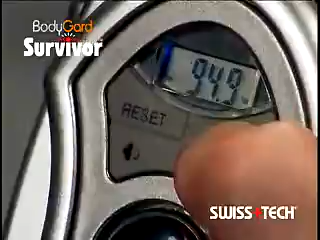 BodyGard
Survivor
94.9
RESET
SWISS+TECH®